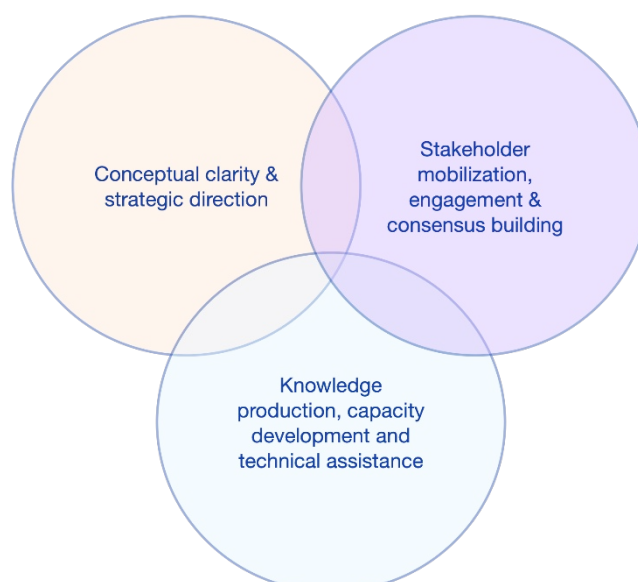 Conceptual clarity &
strategic direction
Stakeholder
mobilization,
engagement &
consensus building
Knowledge
production, capacity
development and
technical assistance